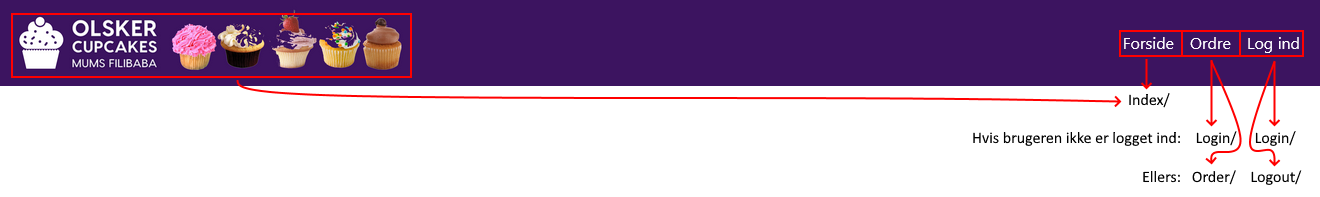 OLSKER
CUPCAKES
MUMS FILIBABA
Forside Ordre Log ind
Index/
Hvis brugeren ikke er logget ind: Login/ Login/
Ellers: Order/ Logout/